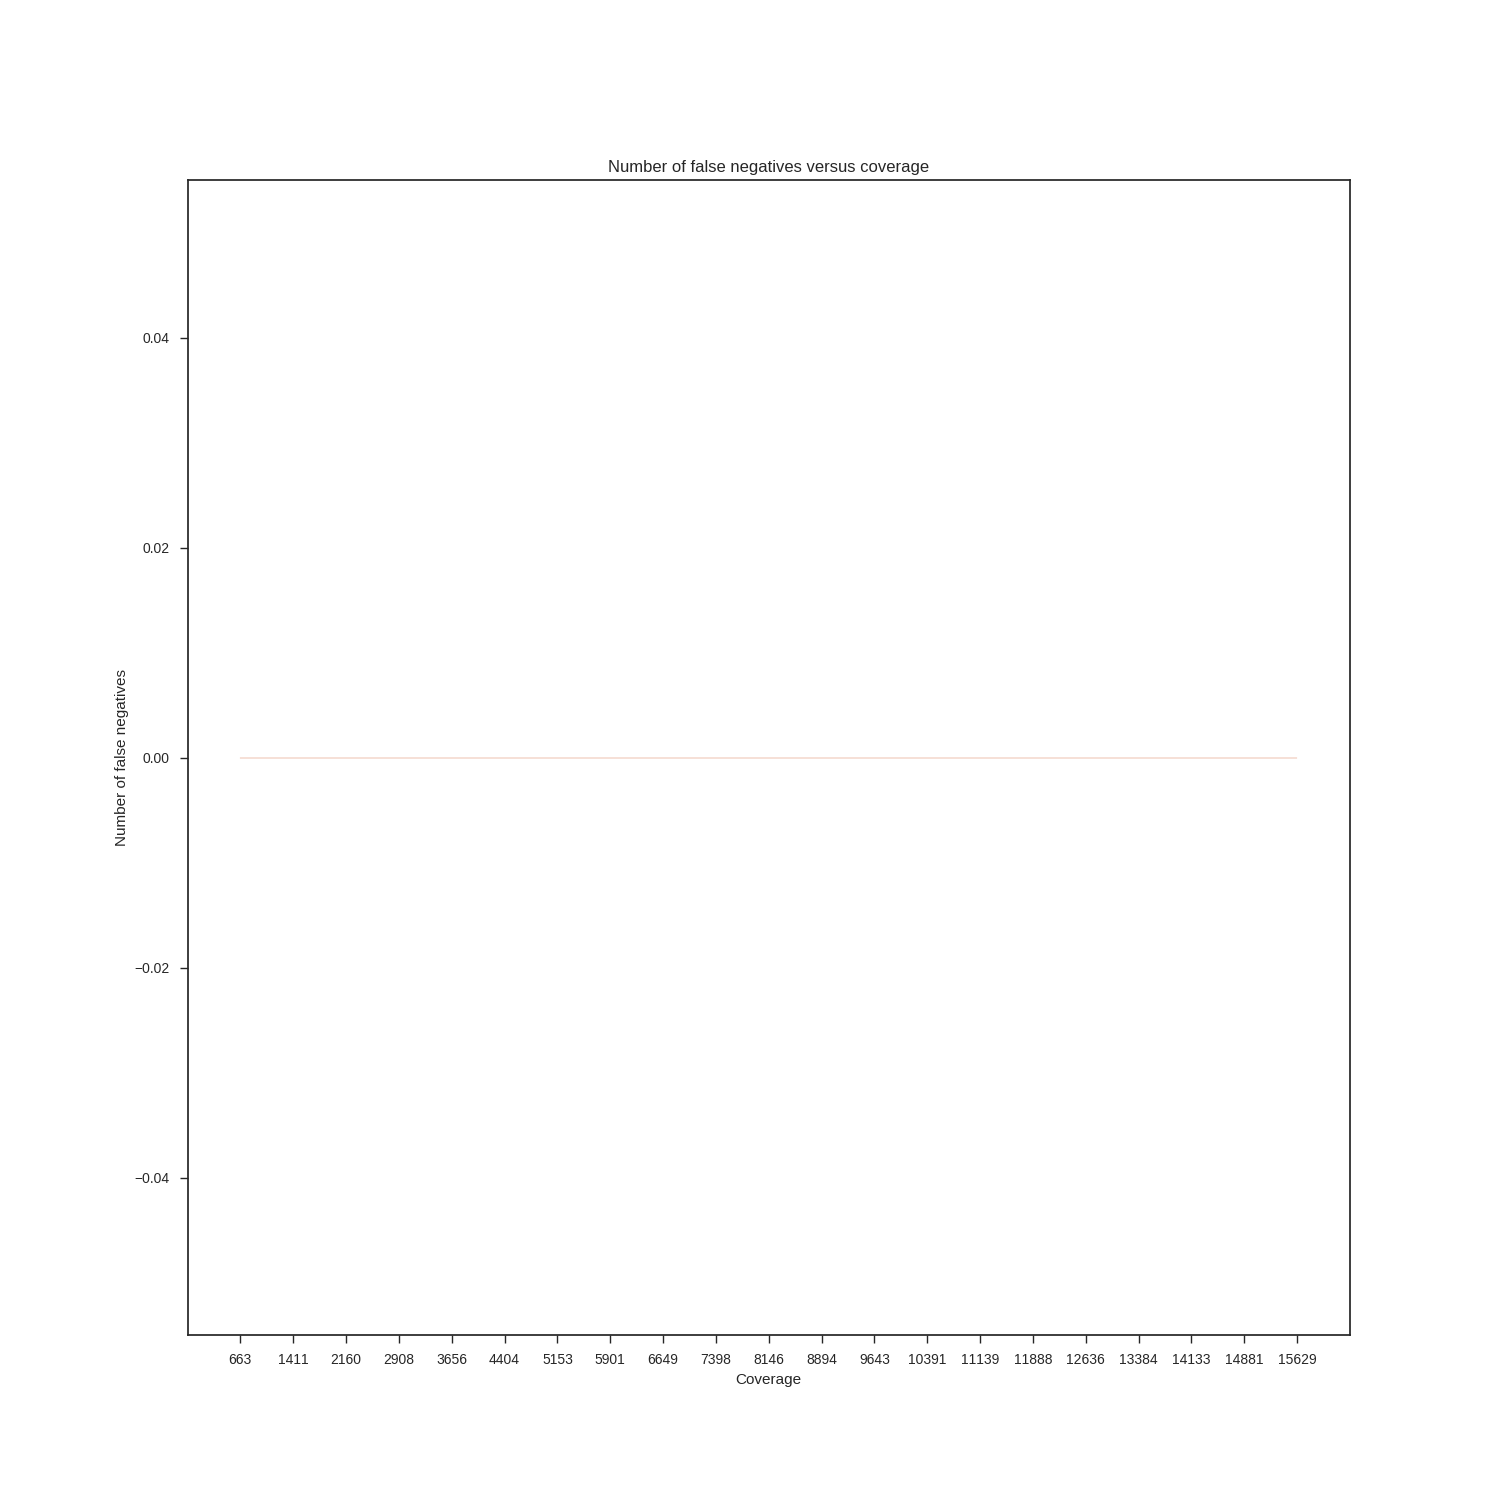 Number of false negatives versus coverage
Number of false negatives
0.04
0.02
0.00
−0.02
−0.04
663 1411 2160 2908 3656 4404 5153 5901 6649 7398 8146 8894 9643 10391 11139 11888 12636 13384 14133 14881 15629
Coverage